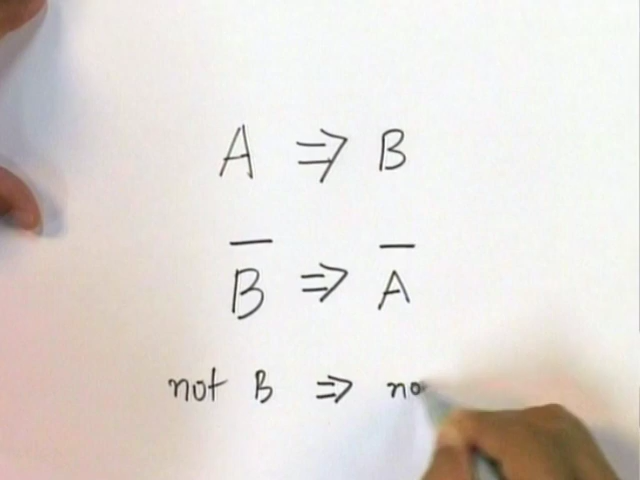 A ⇒ B
B̅ ⇒ A̅
not B ⇒ no